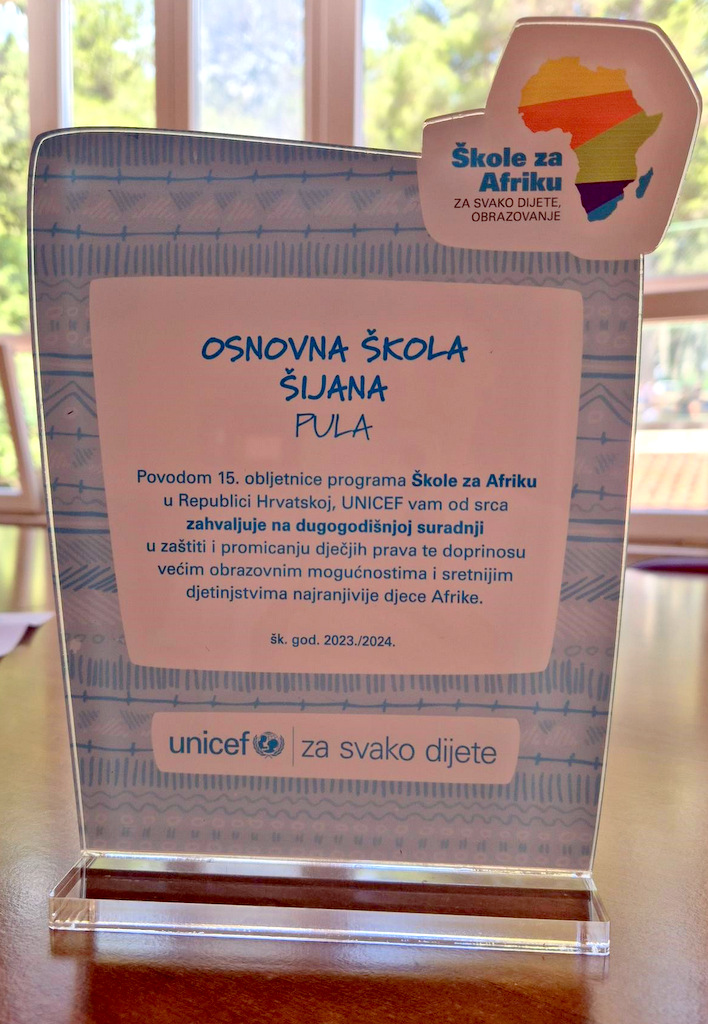 Škole za
Afriku
ZA SVAKO DIJETE,
OBRAZOVANJE
OSNOVNA ŠKOLA
ŠIJANA
PULA
Povodom 15. obljetnice programa Škole za Afriku
u Republici Hrvatskoj, UNICEF vam od srca
zahvaljuje na dugogodišnjoj suradnji
u zaštiti i promicanju dječjih prava te doprinosu
većim obrazovnim mogućnostima i sretnijim
djetinjstvima najranjivije djece Afrike.
šk. god. 2023./2024.
unicef za svako dijete